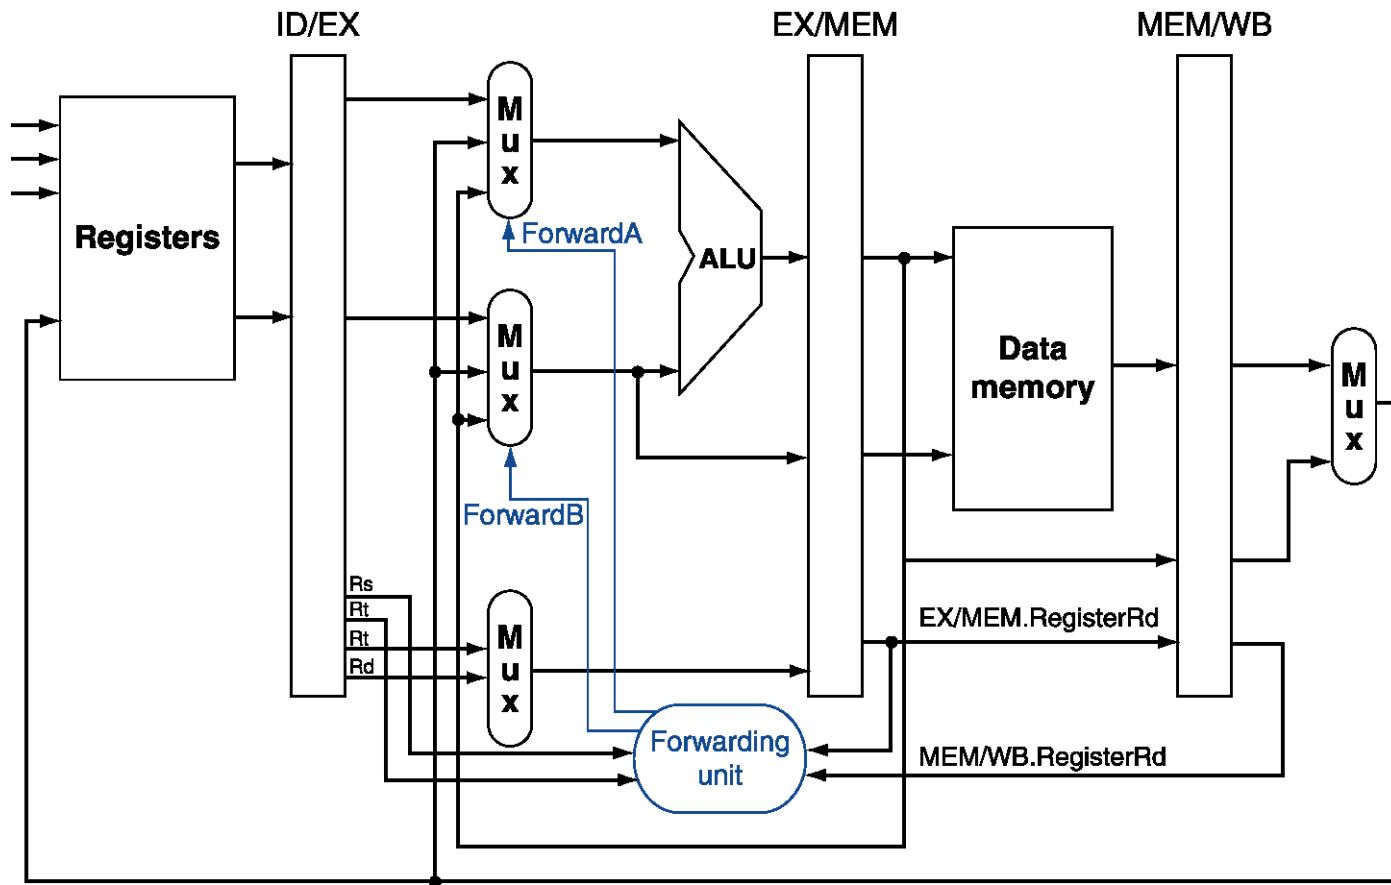 ID/EX
EX/MEM
MEM/WB
M
u
x
Registers
ForwardA
ALU
M
u
x
Data
memory
M
u
x
ForwardB
Rs
Rt
Rt
Rd
M
u
x
EX/MEM.RegisterRd
Forwarding
unit
MEM/WB.RegisterRd